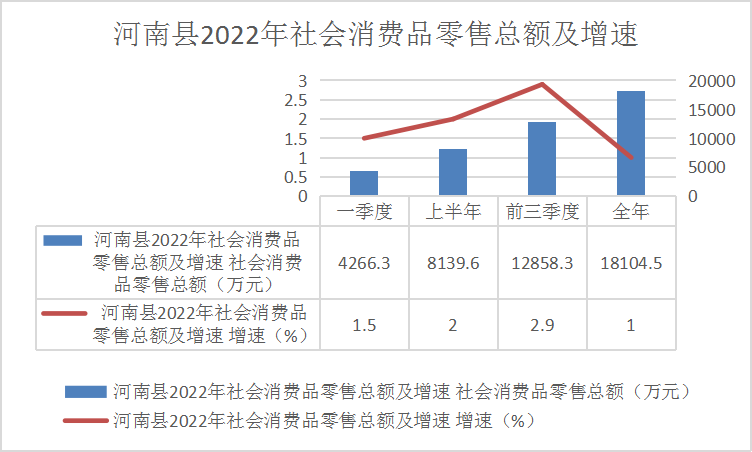 河南县2022年社会消费品零售总额及增速
3
2.5
2
1.5
1
0.5
0
20000
15000
10000
5000
0
一季度 上半年 前三季度 全年
河南县2022年社会消费品
零售总额及增速 社会消费
品零售总额（万元）
4266.3 8139.6 12858.3 18104.5
河南县2022年社会消费品
零售总额及增速 增速（%）
1.5 2 2.9 1
河南县2022年社会消费品零售总额及增速 社会消费品零售总额（万元）
河南县2022年社会消费品零售总额及增速 增速（%）